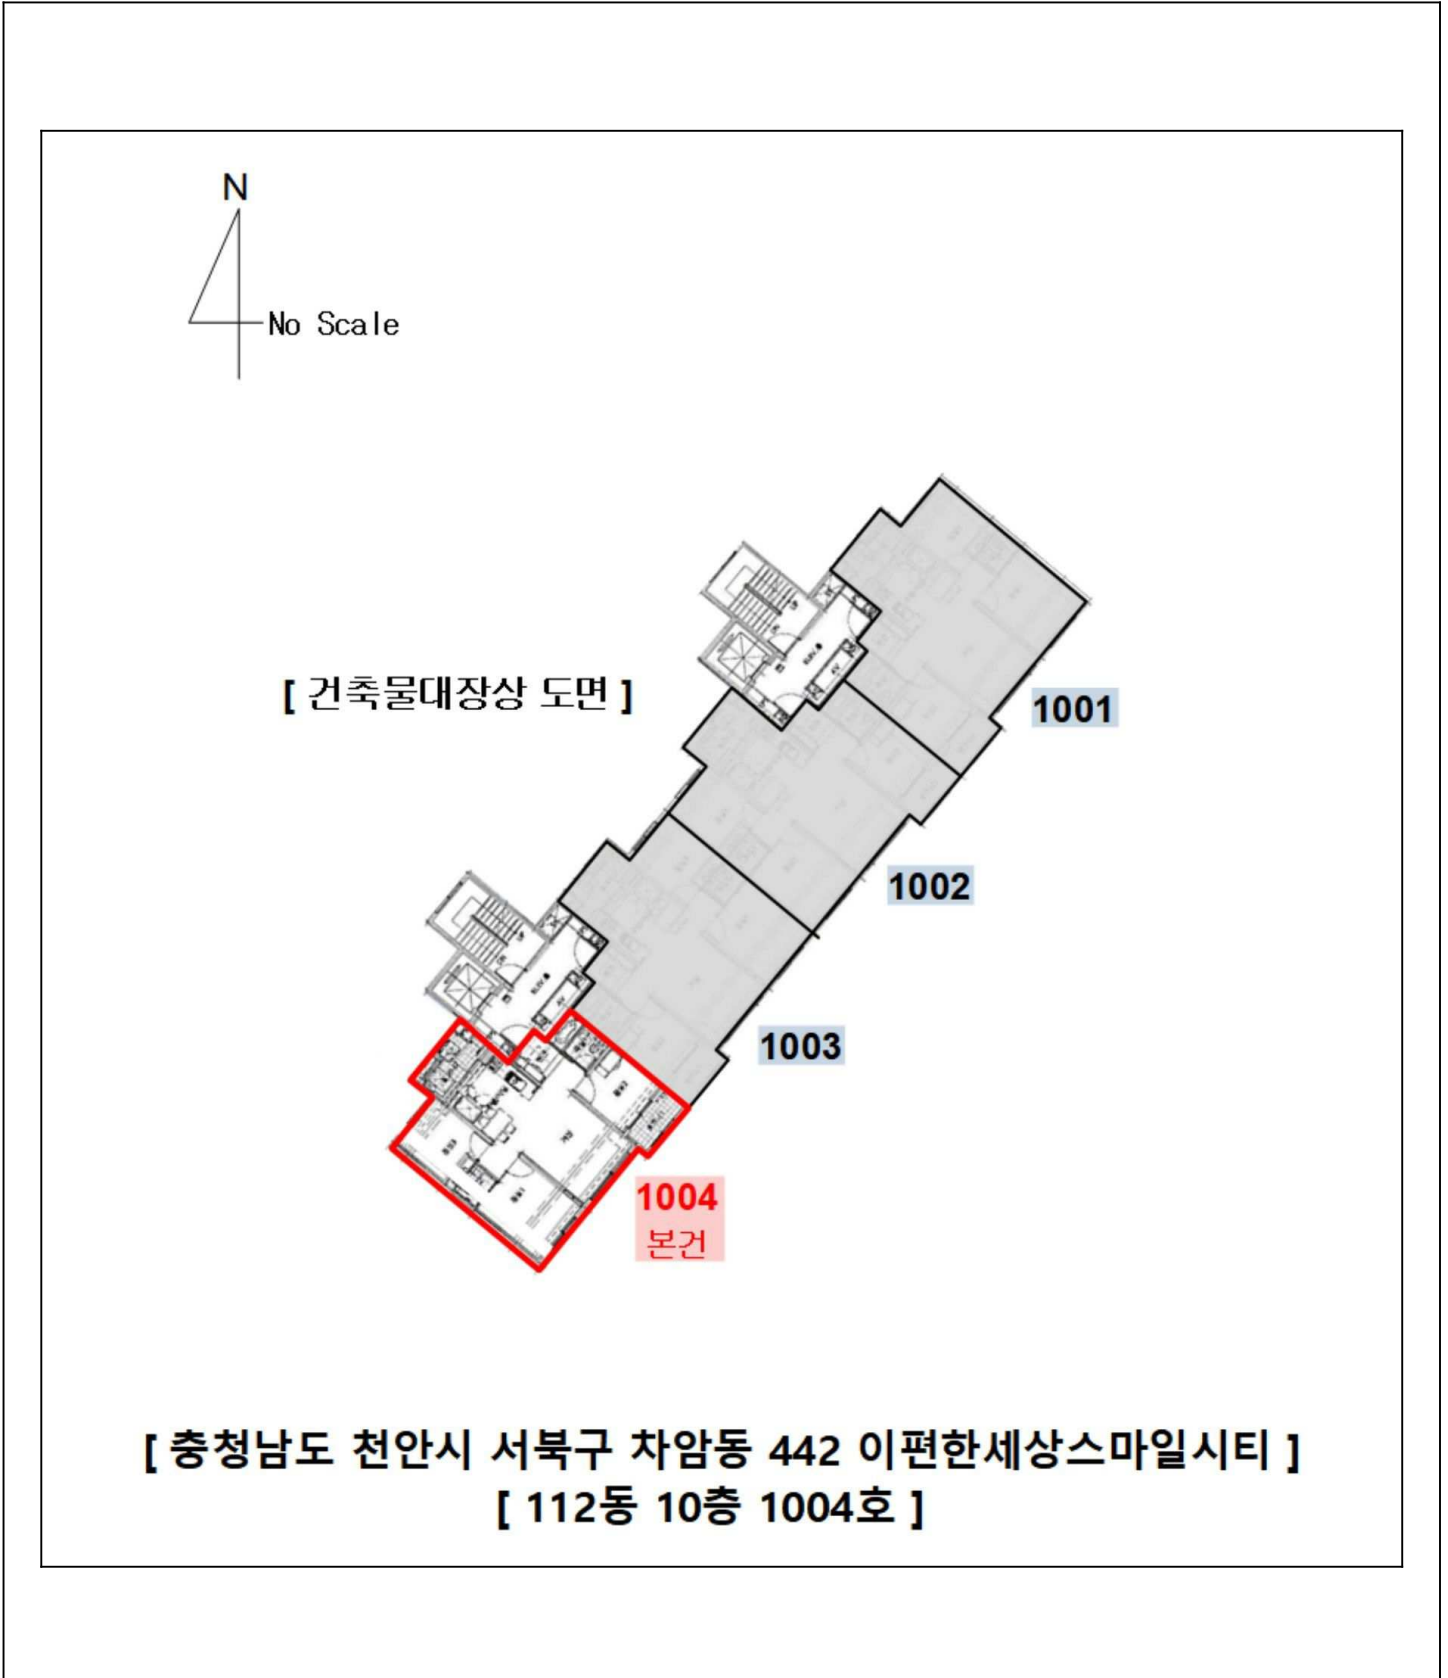 N
No Scale
[ 건축물대장상 도면 ]
1001
1002
1003
1004
본건
[ 충청남도 천안시 서북구 차암동 442 이편한세상스마일시티 ]
[ 112동 10층 1004호 ]